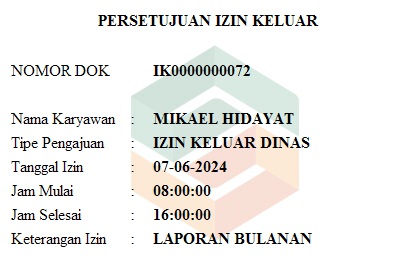 PERSETUJUAN IZIN KELUAR
NOMOR DOK IK0000000072
Nama Karyawan : MIKAEL HIDAYAT
Tipe Pengajuan : IZIN KELUAR DINAS
Tanggal Izin : 07-06-2024
Jam Mulai : 08:00:00
Jam Selesai : 16:00:00
Keterangan Izin : LAPORAN BULANAN